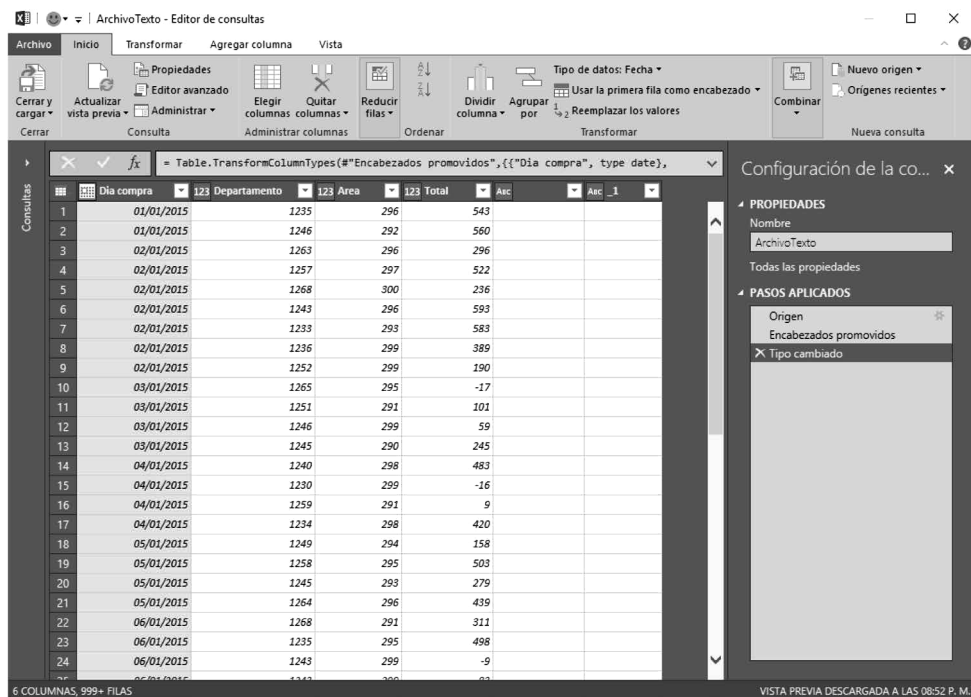 ArchivoTexto - Editor de consultas
Archivo Inicio Transformar Agregar columna Vista
Cerrar y cargar
Cerrar
Actualizar vista previa
Propiedades
Editor avanzado
Administrar
Consulta
Elegir columnas
Quitar columnas
Administrar columnas
Reducir filas
Ordenar
Dividir columna
Agrupar por
Tipo de datos: Fecha
Usar la primera fila como encabezado
Reemplazar los valores
Transformar
Combinar
Nuevo origen
Orígenes recientes
Nueva consulta
Consultas
fx = Table.TransformColumnTypes(#"Encabezados promovidos",{{"Dia compra", type date},
Dia compra 123 Departamento 123 Area 123 Total ABC ABC _1
1 01/01/2015 1235 296 543
2 01/01/2015 1246 292 560
3 02/01/2015 1263 296 296
4 02/01/2015 1257 297 522
5 02/01/2015 1268 300 236
6 02/01/2015 1243 296 593
7 02/01/2015 1233 293 583
8 02/01/2015 1236 299 389
9 02/01/2015 1252 299 190
10 03/01/2015 1265 295 -17
11 03/01/2015 1251 291 101
12 03/01/2015 1246 299 59
13 03/01/2015 1245 290 245
14 04/01/2015 1240 298 483
15 04/01/2015 1230 299 -16
16 04/01/2015 1259 291 9
17 04/01/2015 1234 298 420
18 05/01/2015 1249 294 158
19 05/01/2015 1258 295 503
20 05/01/2015 1245 293 279
21 05/01/2015 1264 296 439
22 06/01/2015 1268 291 311
23 06/01/2015 1235 295 498
24 06/01/2015 1243 299 -9
Configuración de la co...
PROPIEDADES
Nombre
ArchivoTexto
Todas las propiedades
PASOS APLICADOS
Origen
Encabezados promovidos
Tipo cambiado
6 COLUMNAS, 999+ FILAS
VISTA PREVIA DESCARGADA A LAS 08:52 P. M.